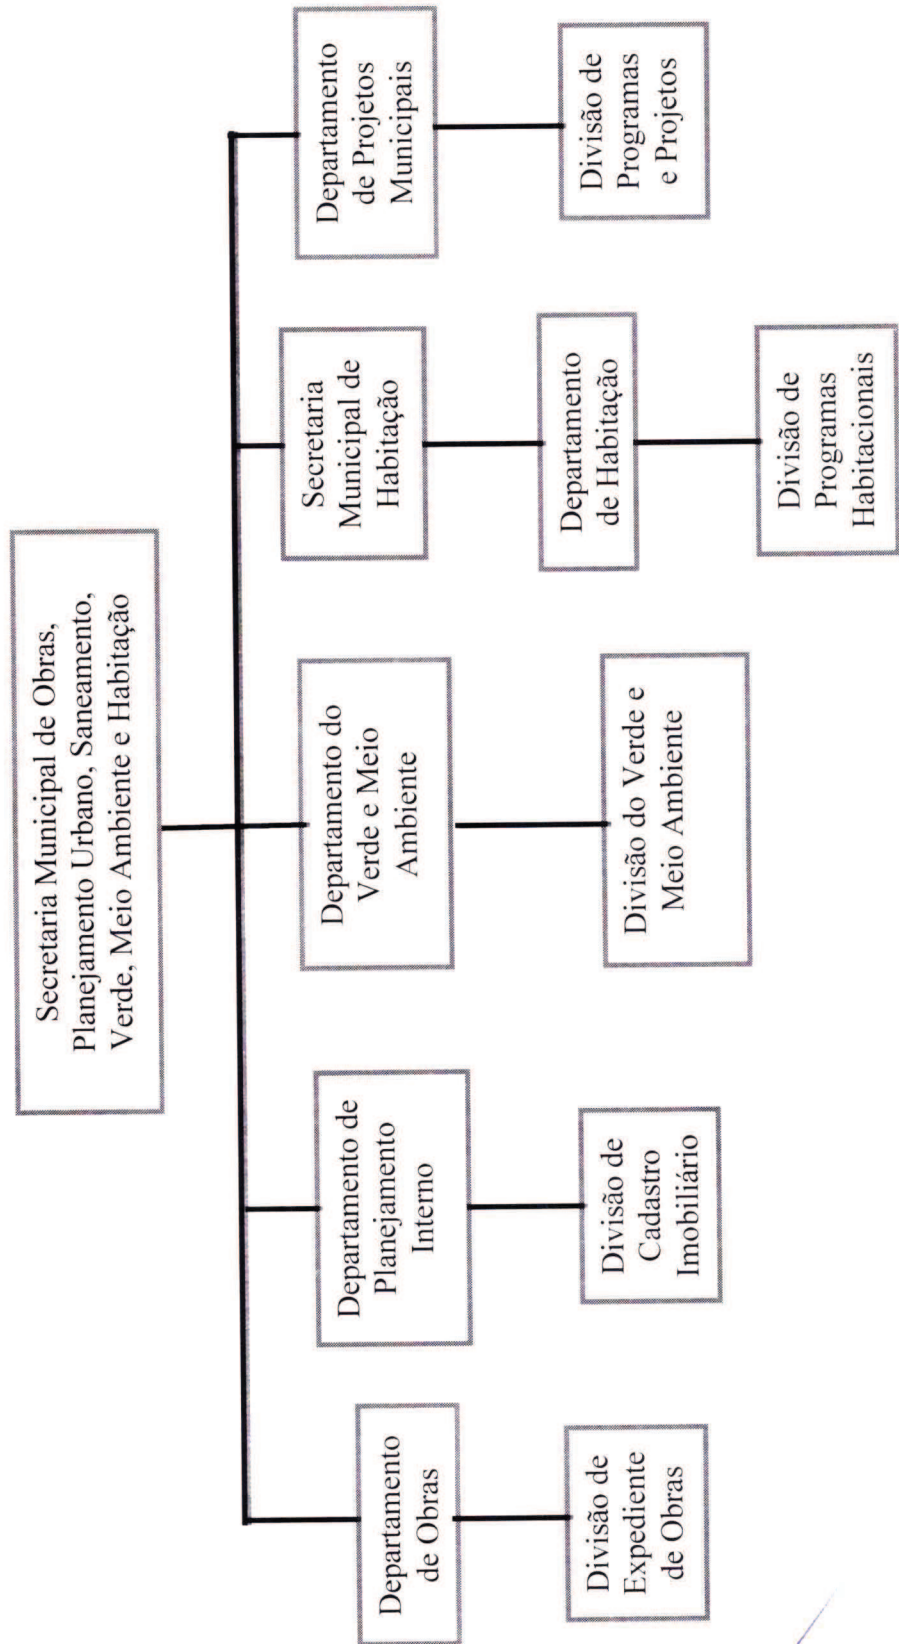 Secretaria Municipal de Obras,
Planejamento Urbano, Saneamento,
Verde, Meio Ambiente e Habitação
Departamento
de Obras
Divisão de
Expediente
de Obras
Departamento de
Planejamento
Interno
Divisão de
Cadastro
Imobiliário
Departamento do
Verde e Meio
Ambiente
Divisão do Verde e
Meio Ambiente
Secretaria
Municipal de
Habitação
Departamento
de Habitação
Divisão de
Programas
Habitacionais
Departamento
de Projetos
Municipais
Divisão de
Programas
e Projetos